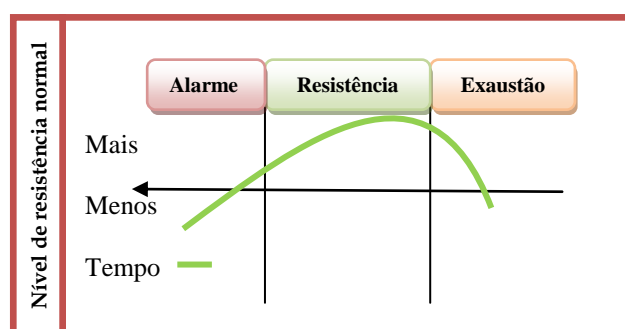 Nível de resistência normal
Alarme Resistência Exaustão
Mais
Menos
Tempo